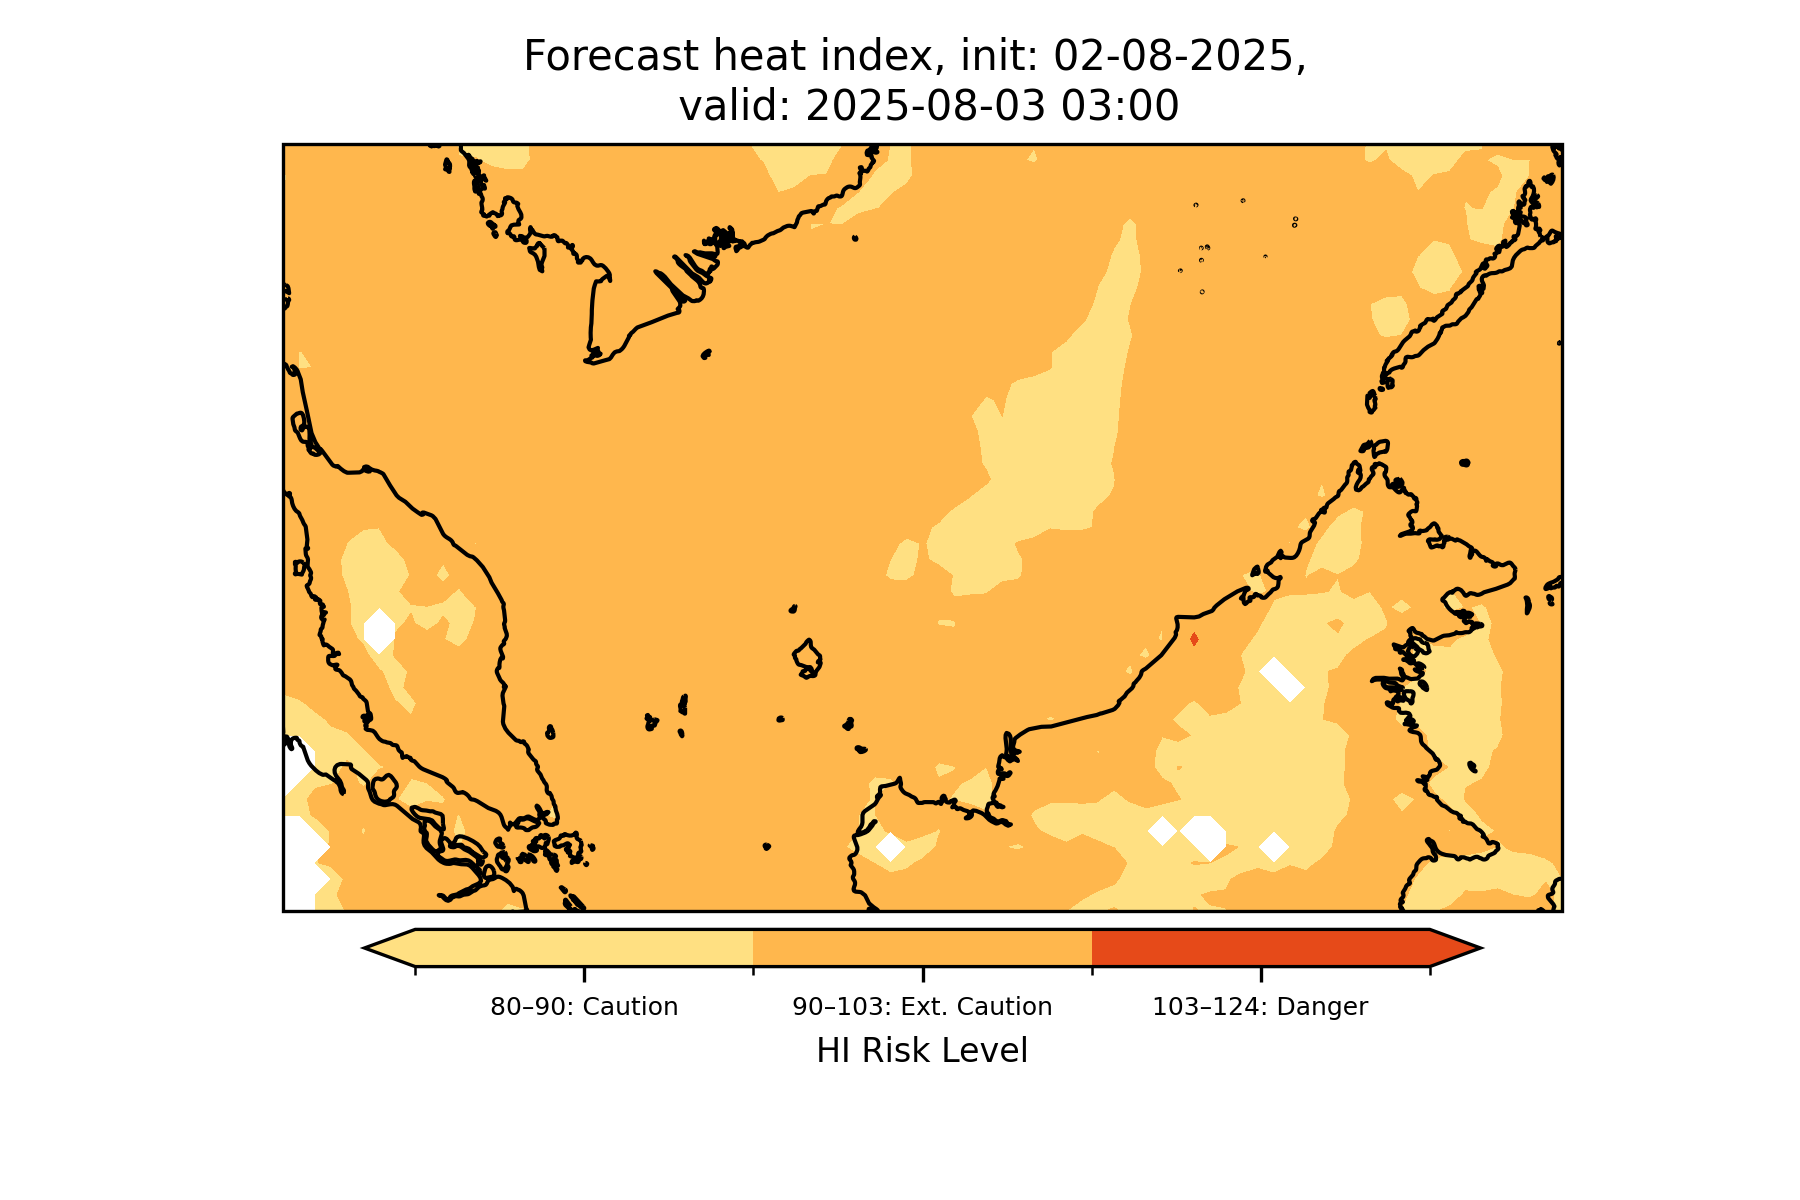 Forecast heat index, init: 02-08-2025,
valid: 2025-08-03 03:00
80–90: Caution
90–103: Ext. Caution
103–124: Danger
HI Risk Level